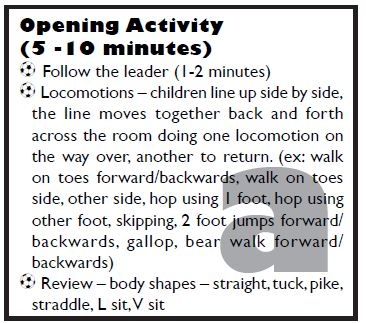 Opening Activity
(5 -10 minutes)
Follow the leader (1-2 minutes)
Locomotions – children line up side by side,
the line moves together back and forth
across the room doing one locomotion on
the way over, another to return. (ex: walk
on toes forward/backwards, walk on toes
side, other side, hop using 1 foot, hop using
other foot, skipping, 2 foot jumps forward/
backwards, gallop, bear walk forward/
backwards)
Review – body shapes – straight, tuck, pike,
straddle, L sit, V sit
a